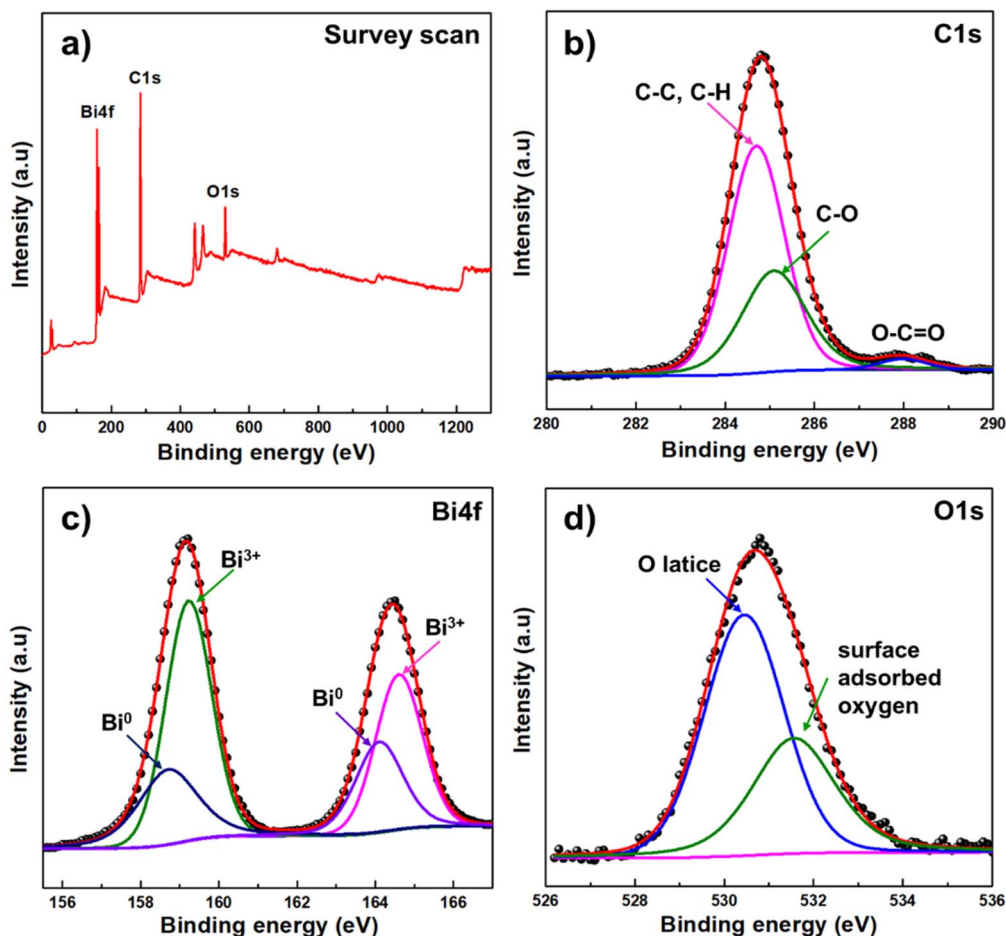 a)
Survey scan
C1s
Bi4f
O1s
Intensity (a.u)
0 200 400 600 800 1000 1200
Binding energy (eV)
b)
C1s
C-C, C-H
C-O
O-C=O
Intensity (a.u)
280 282 284 286 288 290
Binding energy (eV)
c)
Bi4f
Bi³⁺
Bi³⁺
Bi⁰
Bi⁰
Intensity (a.u)
156 158 160 162 164 166
Binding energy (eV)
d)
O1s
O latice
surface
adsorbed
oxygen
Intensity (a.u)
526 528 530 532 534 536
Binding energy (eV)